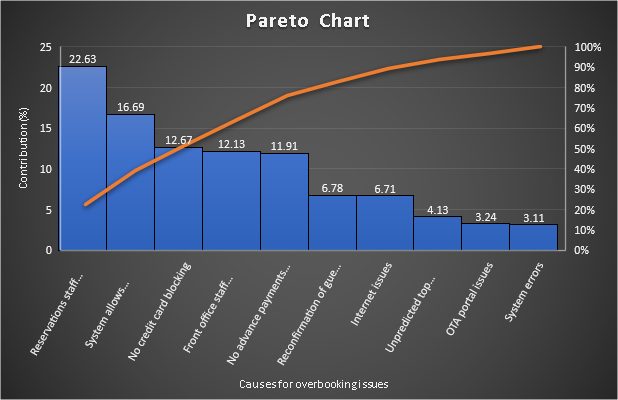 Pareto Chart
25
20
15
10
5
0
100%
90%
80%
70%
60%
50%
40%
30%
20%
10%
0%
Contribution (%)
22.63
16.69
12.67
12.13
11.91
6.78
6.71
4.13
3.24
3.11
Reservations staff...
System allows...
No credit card blocking
Front office staff...
No advance payments...
Reconfirmation of gue...
Internet issues
Unpredicted top...
OTA portal issues
System errors
Causes for overbooking issues